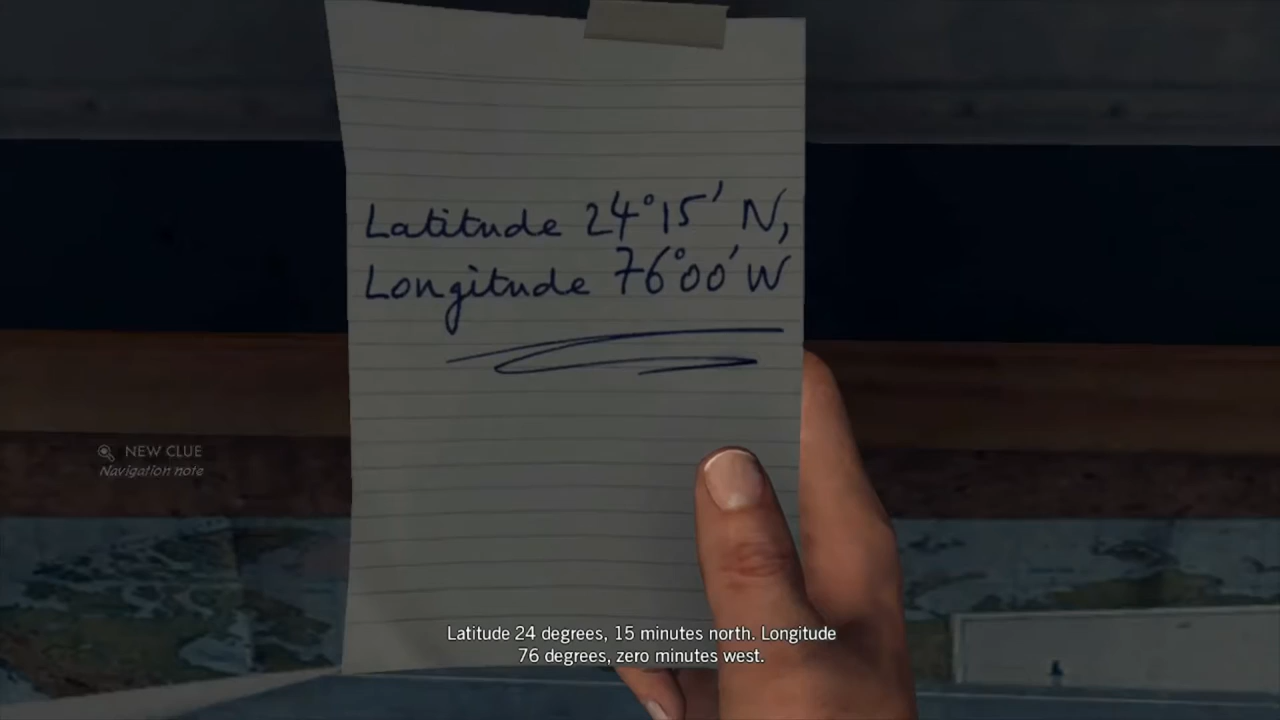 Latitude 24°15' N,
Longitude 76°00' W
NEW CLUE
Navigation note
Latitude 24 degrees, 15 minutes north. Longitude
76 degrees, zero minutes west.